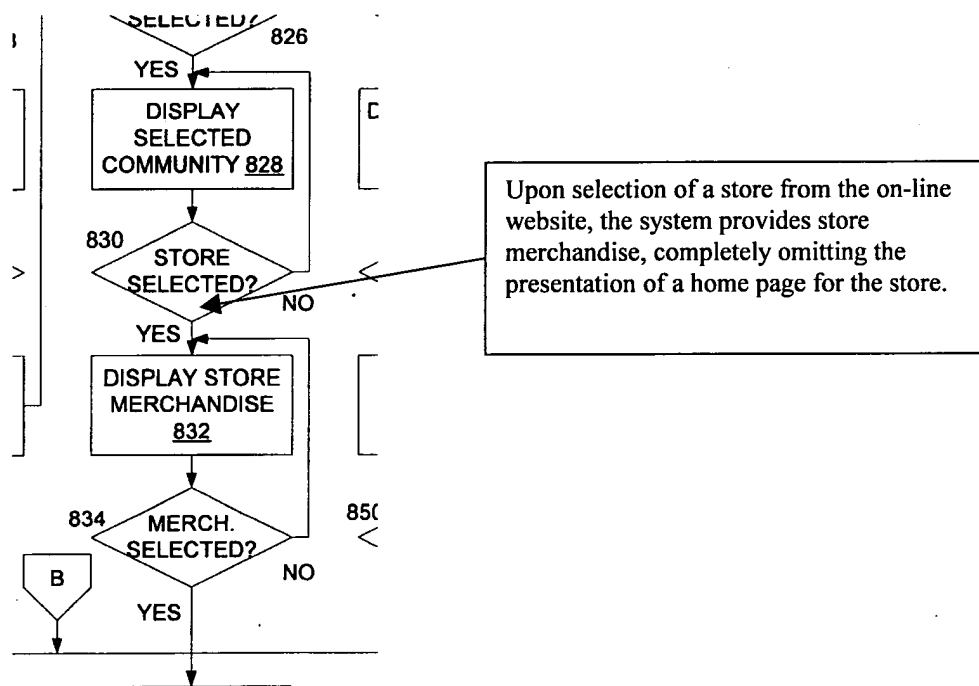 SELECTED?
826
YES
DISPLAY
SELECTED
COMMUNITY 828
D
830
STORE
SELECTED?
NO
YES
DISPLAY STORE
MERCHANDISE
832
834
MERCH.
SELECTED?
850
NO
B
YES
Upon selection of a store from the on-line
website, the system provides store
merchandise, completely omitting the
presentation of a home page for the store.